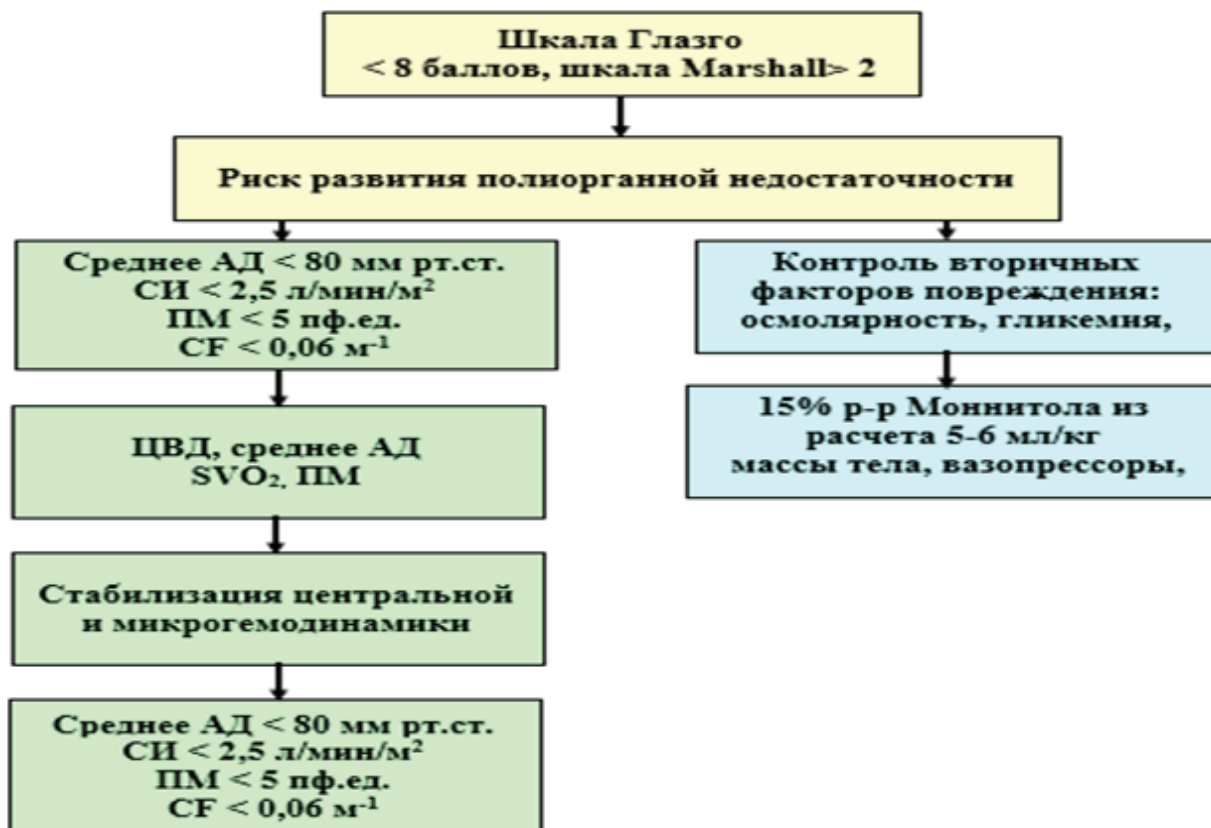 Шкала Глазго
< 8 баллов, шкала Marshall> 2
Риск развития полиорганной недостаточности
Среднее АД < 80 мм рт.ст.
СИ < 2,5 л/мин/м²
ПМ < 5 пф.ед.
CF < 0,06 м⁻¹
ЦВД, среднее АД
SVO₂, ПМ
Стабилизация центральной
и микрогемодинамики
Среднее АД < 80 мм рт.ст.
СИ < 2,5 л/мин/м²
ПМ < 5 пф.ед.
CF < 0,06 м⁻¹
Контроль вторичных
факторов повреждения:
осмолярность, гликемия,
15% р-р Моннитола из
расчета 5-6 мл/кг
массы тела, вазопрессоры,